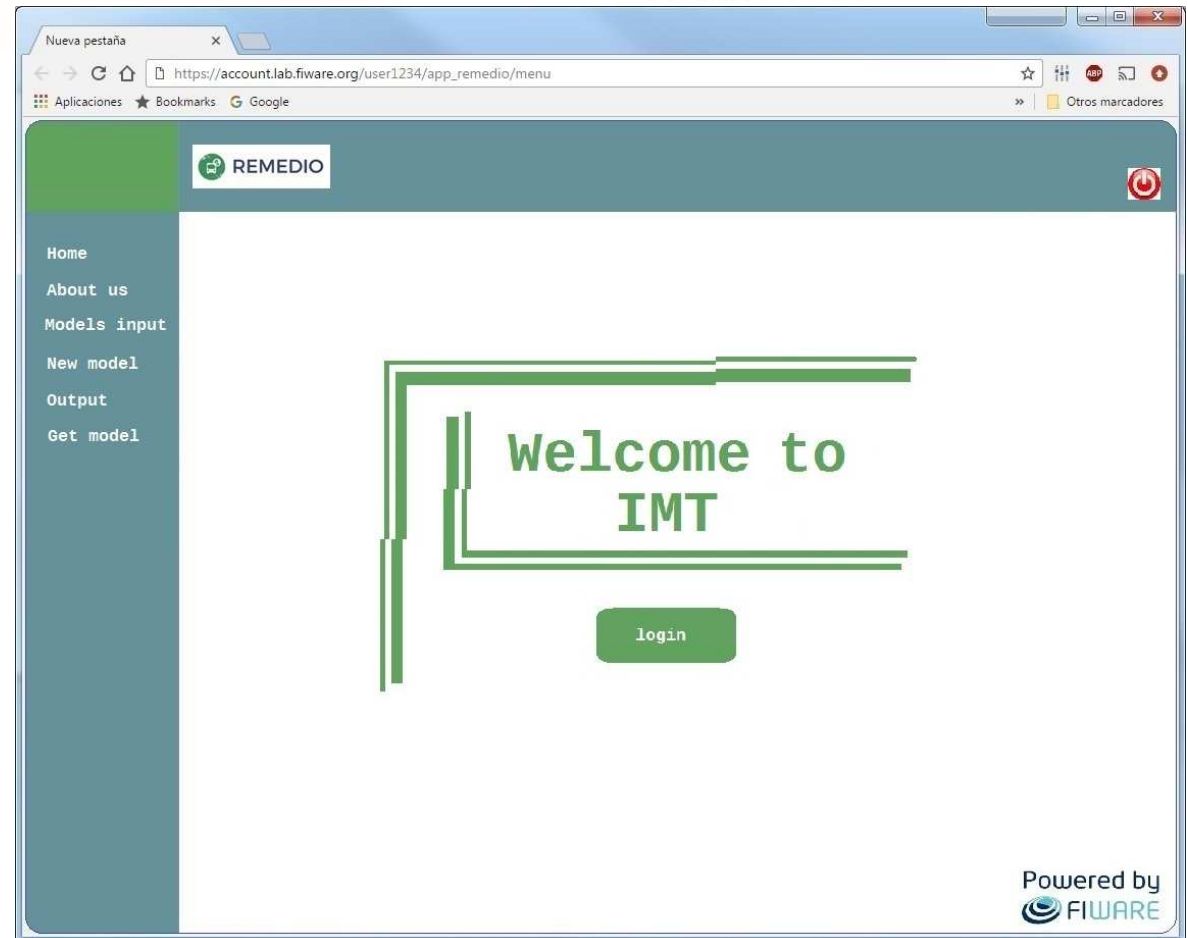 Nueva pestaña
https://account.lab.fiware.org/user1234/app_remedio/menu
ABP
Aplicaciones Bookmarks G Google » Otros marcadores
REMEDIO
Home
About us
Models input
New model
Output
Get model
Welcome to
IMT
login
Powered by
FIWARE